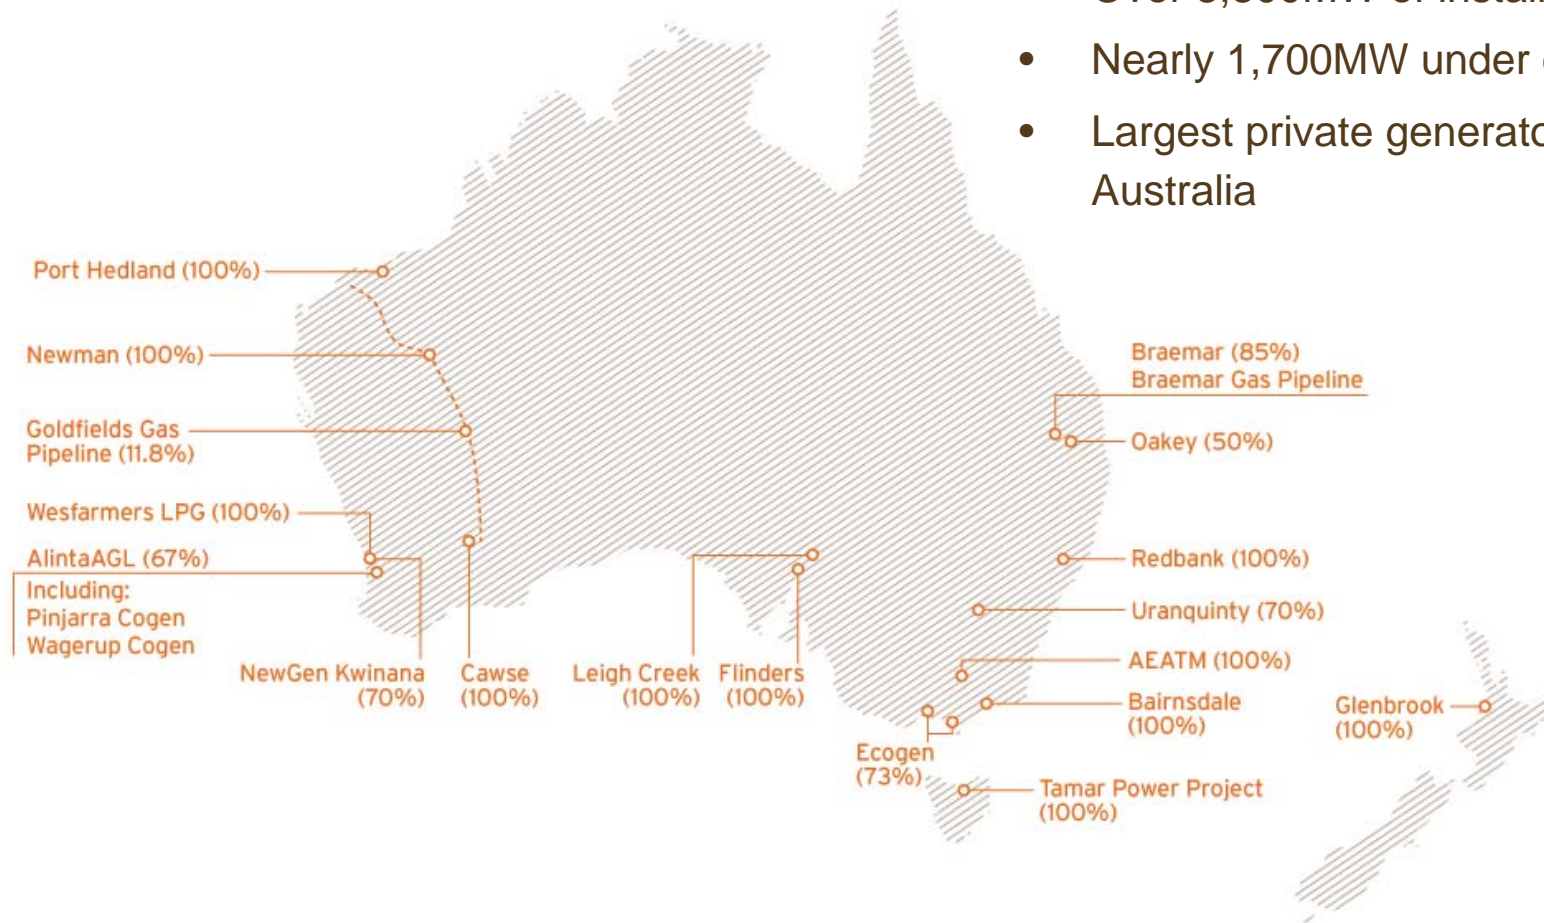 • Nearly 1,700MW under
• Largest private
Australia
Port Hedland (100%)
Newman (100%)
Goldfields Gas
Pipeline (11.8%)
Wesfarmers LPG (100%)
AlintaAGL (67%)
Including:
Pinjarra Cogen
Wagerup Cogen
NewGen Kwinana
(70%)
Cawse
(100%)
Leigh Creek
(100%)
Flinders
(100%)
Braemar (85%)
Braemar Gas Pipeline
Oakey (50%)
Redbank (100%)
Uranquinty (70%)
AEATM (100%)
Bairnsdale
(100%)
Ecogen
(73%)
Tamar Power Project
(100%)
Glenbrook
(100%)